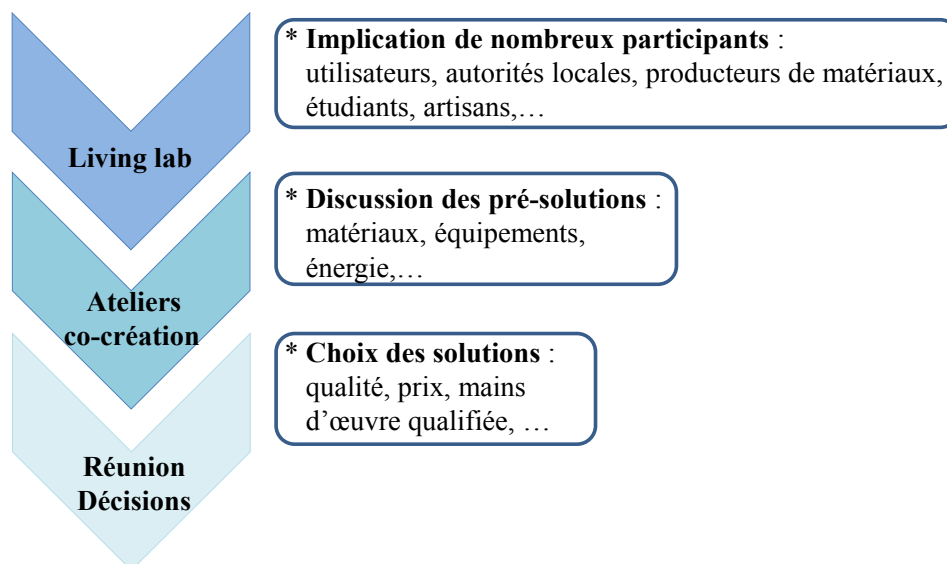 * Implication de nombreux participants :
utilisateurs, autorités locales, producteurs de matériaux,
étudiants, artisans,…
Living lab
* Discussion des pré-solutions :
matériaux, équipements,
énergie,…
Ateliers
co-création
* Choix des solutions :
qualité, prix, mains
d’œuvre qualifiée, …
Réunion
Décisions